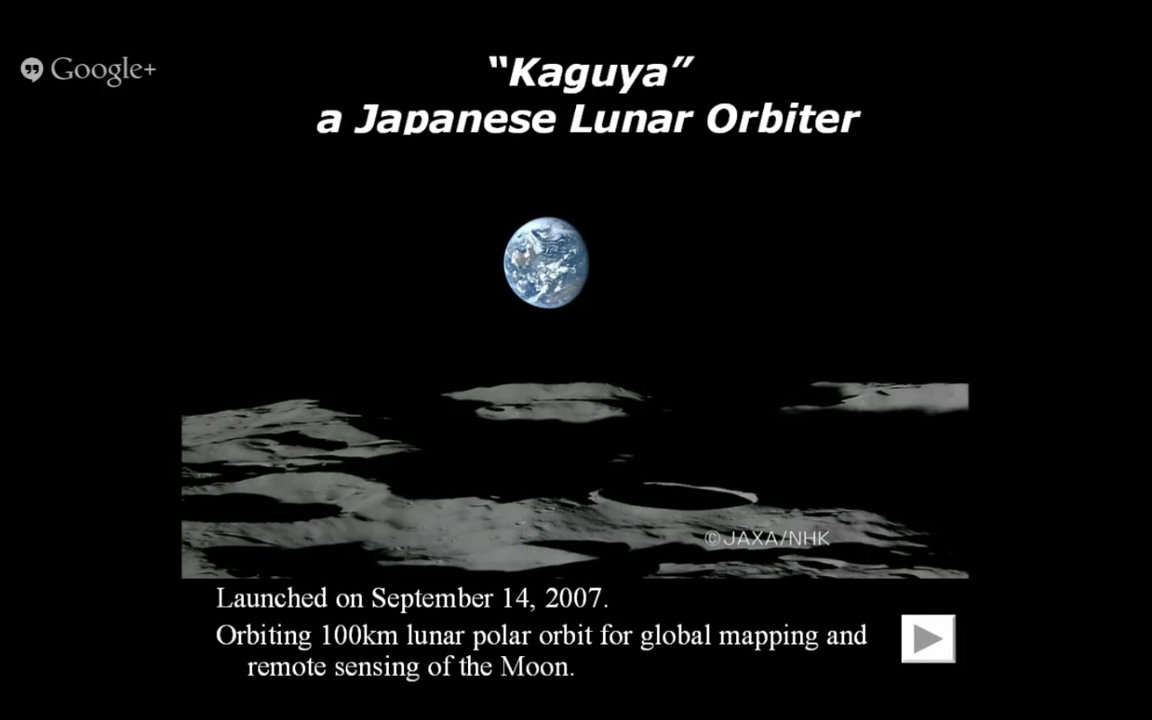 Google+
“Kaguya”
a Japanese Lunar Orbiter
©JAXA/NHK
Launched on September 14, 2007.
Orbiting 100km lunar polar orbit for global mapping and
remote sensing of the Moon.